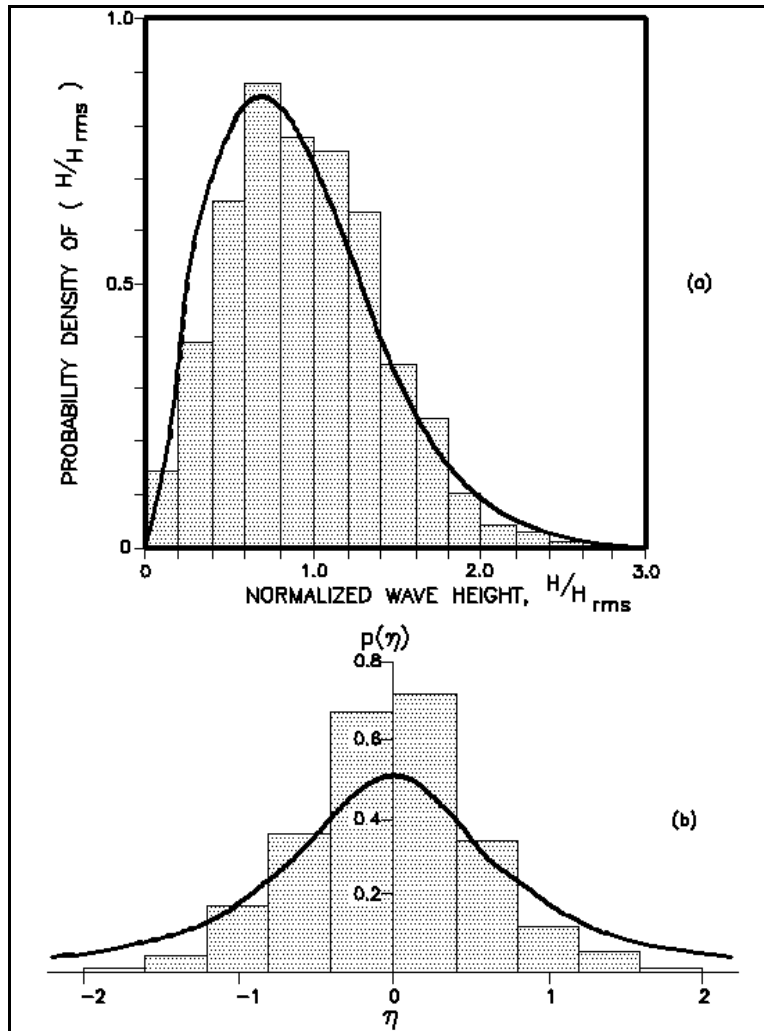 1.0
0.5
0
PROBABILITY DENSITY OF ( H/H rms )
(a)
0 1.0 2.0 3.0
NORMALIZED WAVE HEIGHT, H/H rms
p(η)
0.8
0.6
0.4
0.2
(b)
-2 -1 0 1 2
η